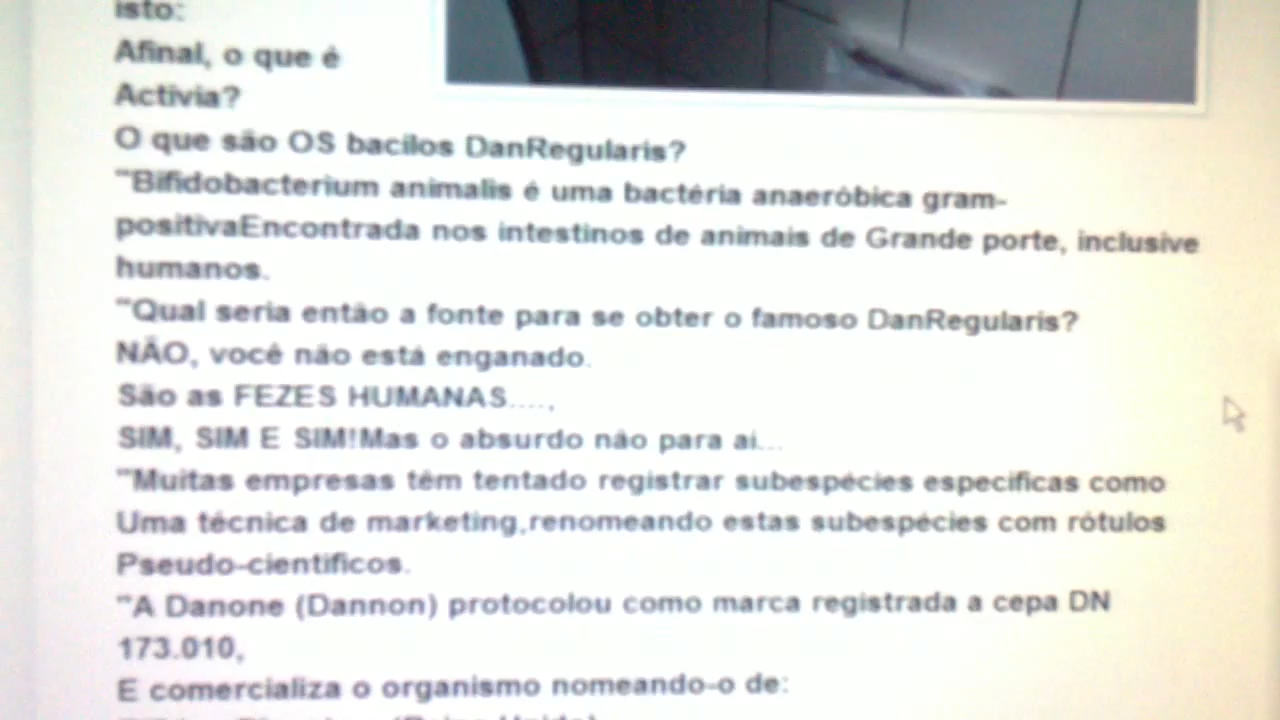 isto:
Afinal, o que é
Activia?
O que são OS bacilos DanRegularis?
"Bifidobacterium animalis é uma bactéria anaeróbica gram-
positivaEncontrada nos intestinos de animais de Grande porte, inclusive
humanos.
"Qual seria então a fonte para se obter o famoso DanRegularis?
NÃO, você não está enganado.
São as FEZES HUMANAS....,
SIM, SIM E SIM!Mas o absurdo não para ai...
"Muitas empresas têm tentado registrar subespécies especificas como
Uma técnica de marketing,renomeando estas subespécies com rótulos
Pseudo-cientificos.
"A Danone (Dannon) protocolou como marca registrada a cepa DN
173.010,
E comercializa o organismo nomeando-o de: